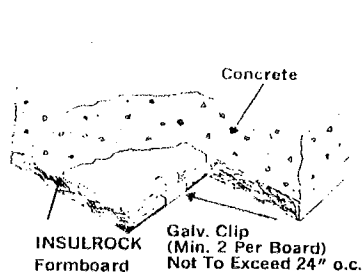 Concrete
INSULROCK
Formboard
Galv. Clip
(Min. 2 Per Board)
Not To Exceed 24" o.c.